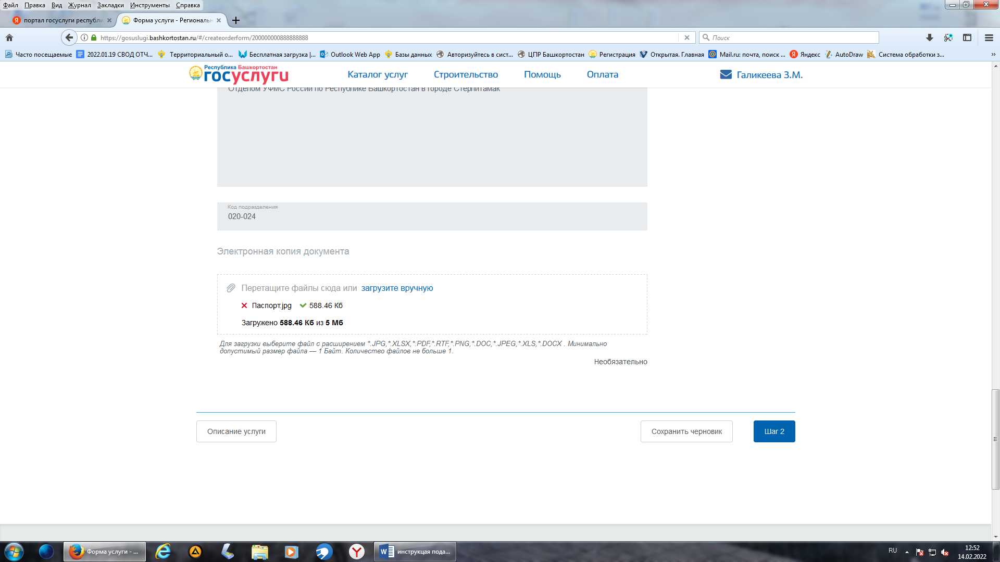 Файл Правка Вид Журнал Закладки Инструменты Справка
портал госуслуги республи
Форма услуги - Региональн
https://gosuslugi.bashkortostan.ru/#/createorderform/200000000888888888
Поиск
Часто посещаемые
2022.01.19 СВОД ОТЧ...
Территориальный о...
Бесплатная загрузка |...
Outlook Web App
Базы данных
Авторизуйтесь в сист...
ЦПР Башкортостан
Регистрация
Открытая. Главная
Mail.ru: почта, поиск ...
Яндекс
AutoDraw
Система обработки з...
Республика Башкортостан
госуслуги
Каталог услуг
Строительство
Помощь
Оплата
Галикеева З.М.
Отделом УФМС России по Республике Башкортостан в городе Стерлитамак
Код подразделения
020-024
Электронная копия документа
Перетащите файлы сюда или загрузите вручную
Паспорт.jpg 588.46 Кб
Загружено 588.46 Кб из 5 Мб
Для загрузки выберите файл с расширением *.JPG,*.XLSX,*.PDF,*.RTF,*.PNG,*.DOC,*.JPEG,*.XLS,*.DOCX . Минимально
допустимый размер файла — 1 Байт. Количество файлов не больше 1.
Необязательно
Описание услуги
Сохранить черновик
Шаг 2
Форма услуги - ...
инструкция пода...
RU
12:52
14.02.2022